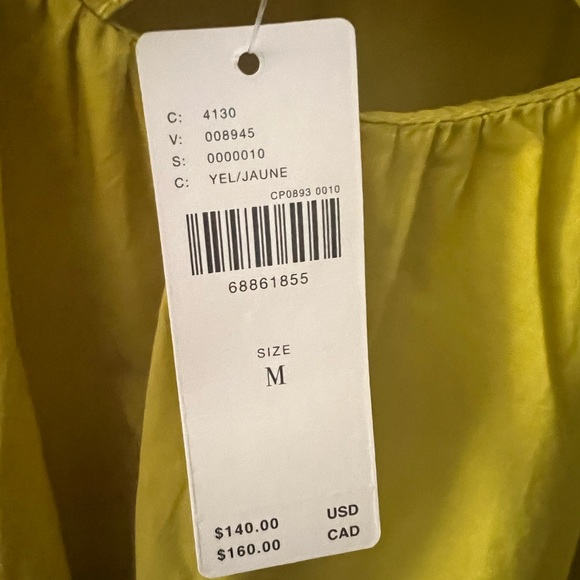 C: 4130
V: 008945
S: 0000010
C: YEL/JAUNE
CP0893 0010
68861855
SIZE
M
$140.00 USD
$160.00 CAD